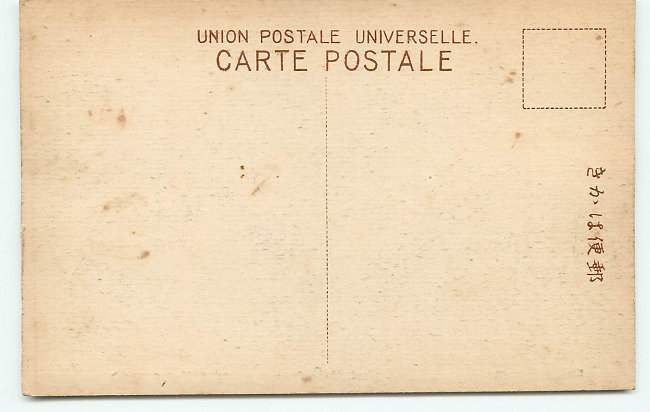 UNION POSTALE UNIVERSELLE.
CARTE POSTALE
郵便はかき